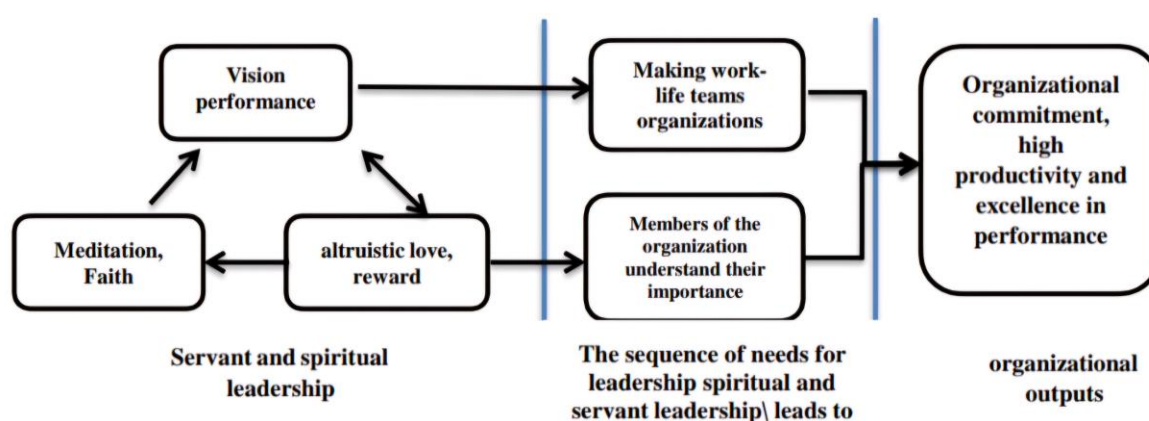 Vision
performance
Making work-
life teams
organizations
Organizational
commitment,
high
productivity and
excellence in
performance
Meditation,
Faith
altruistic love,
reward
Members of the
organization
understand their
importance
Servant and spiritual
leadership
The sequence of needs for
leadership spiritual and
servant leadership\ leads to
organizational
outputs